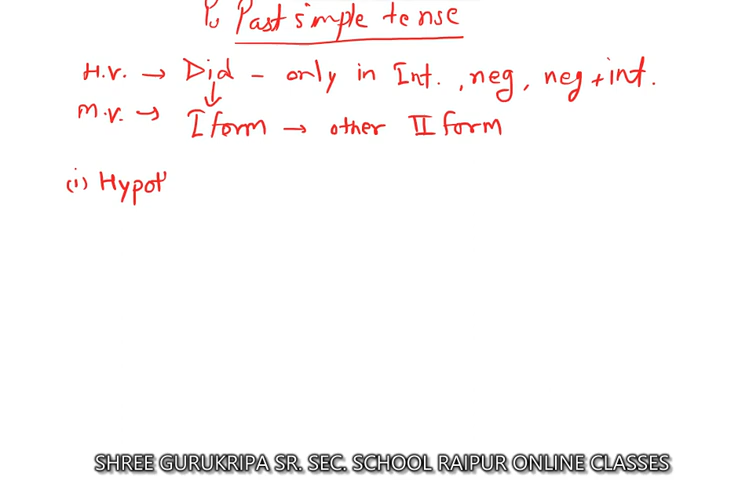 Past simple tense
H.V. → Did - only in Int. , neg, neg + int.
M.V. → I form → other II form
(i) Hypot
SHREE GURUKRIPA SR. SEC. SCHOOL RAIPUR ONLINE CLASSES